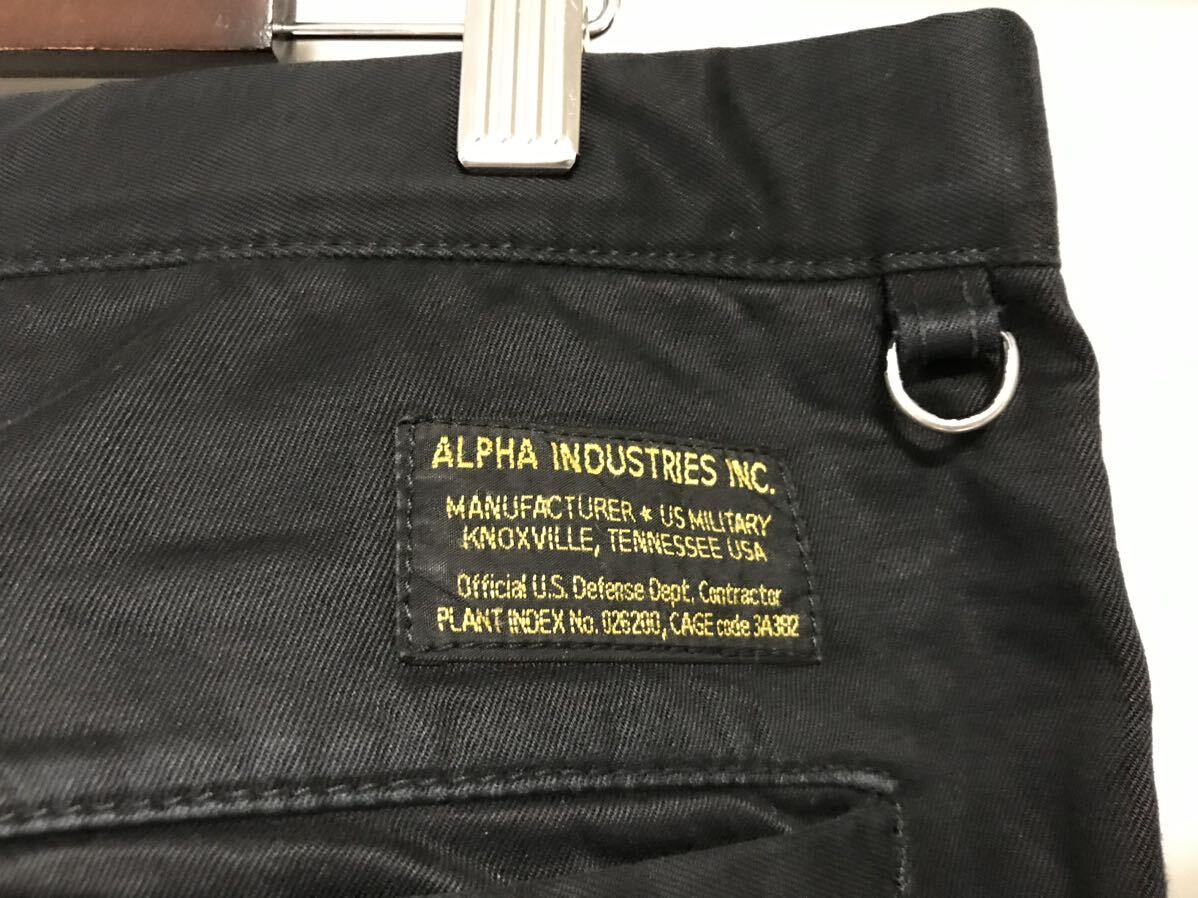 ALPHA INDUSTRIES INC.
MANUFACTURER ★ US MILITARY
KNOXVILLE, TENNESSEE USA
Official U.S. Defense Dept. Contractor
PLANT INDEX No. 026200, CAGE code 3A382